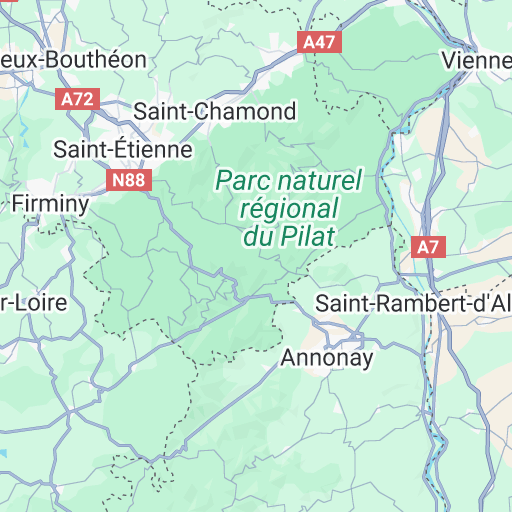 A47
eux-Bouthéon
Vienne
A72
Saint-Chamond
Saint-Étienne
N88
Parc naturel
régional
du Pilat
Firminy
A7
r-Loire
Saint-Rambert-d'Al
Annonay